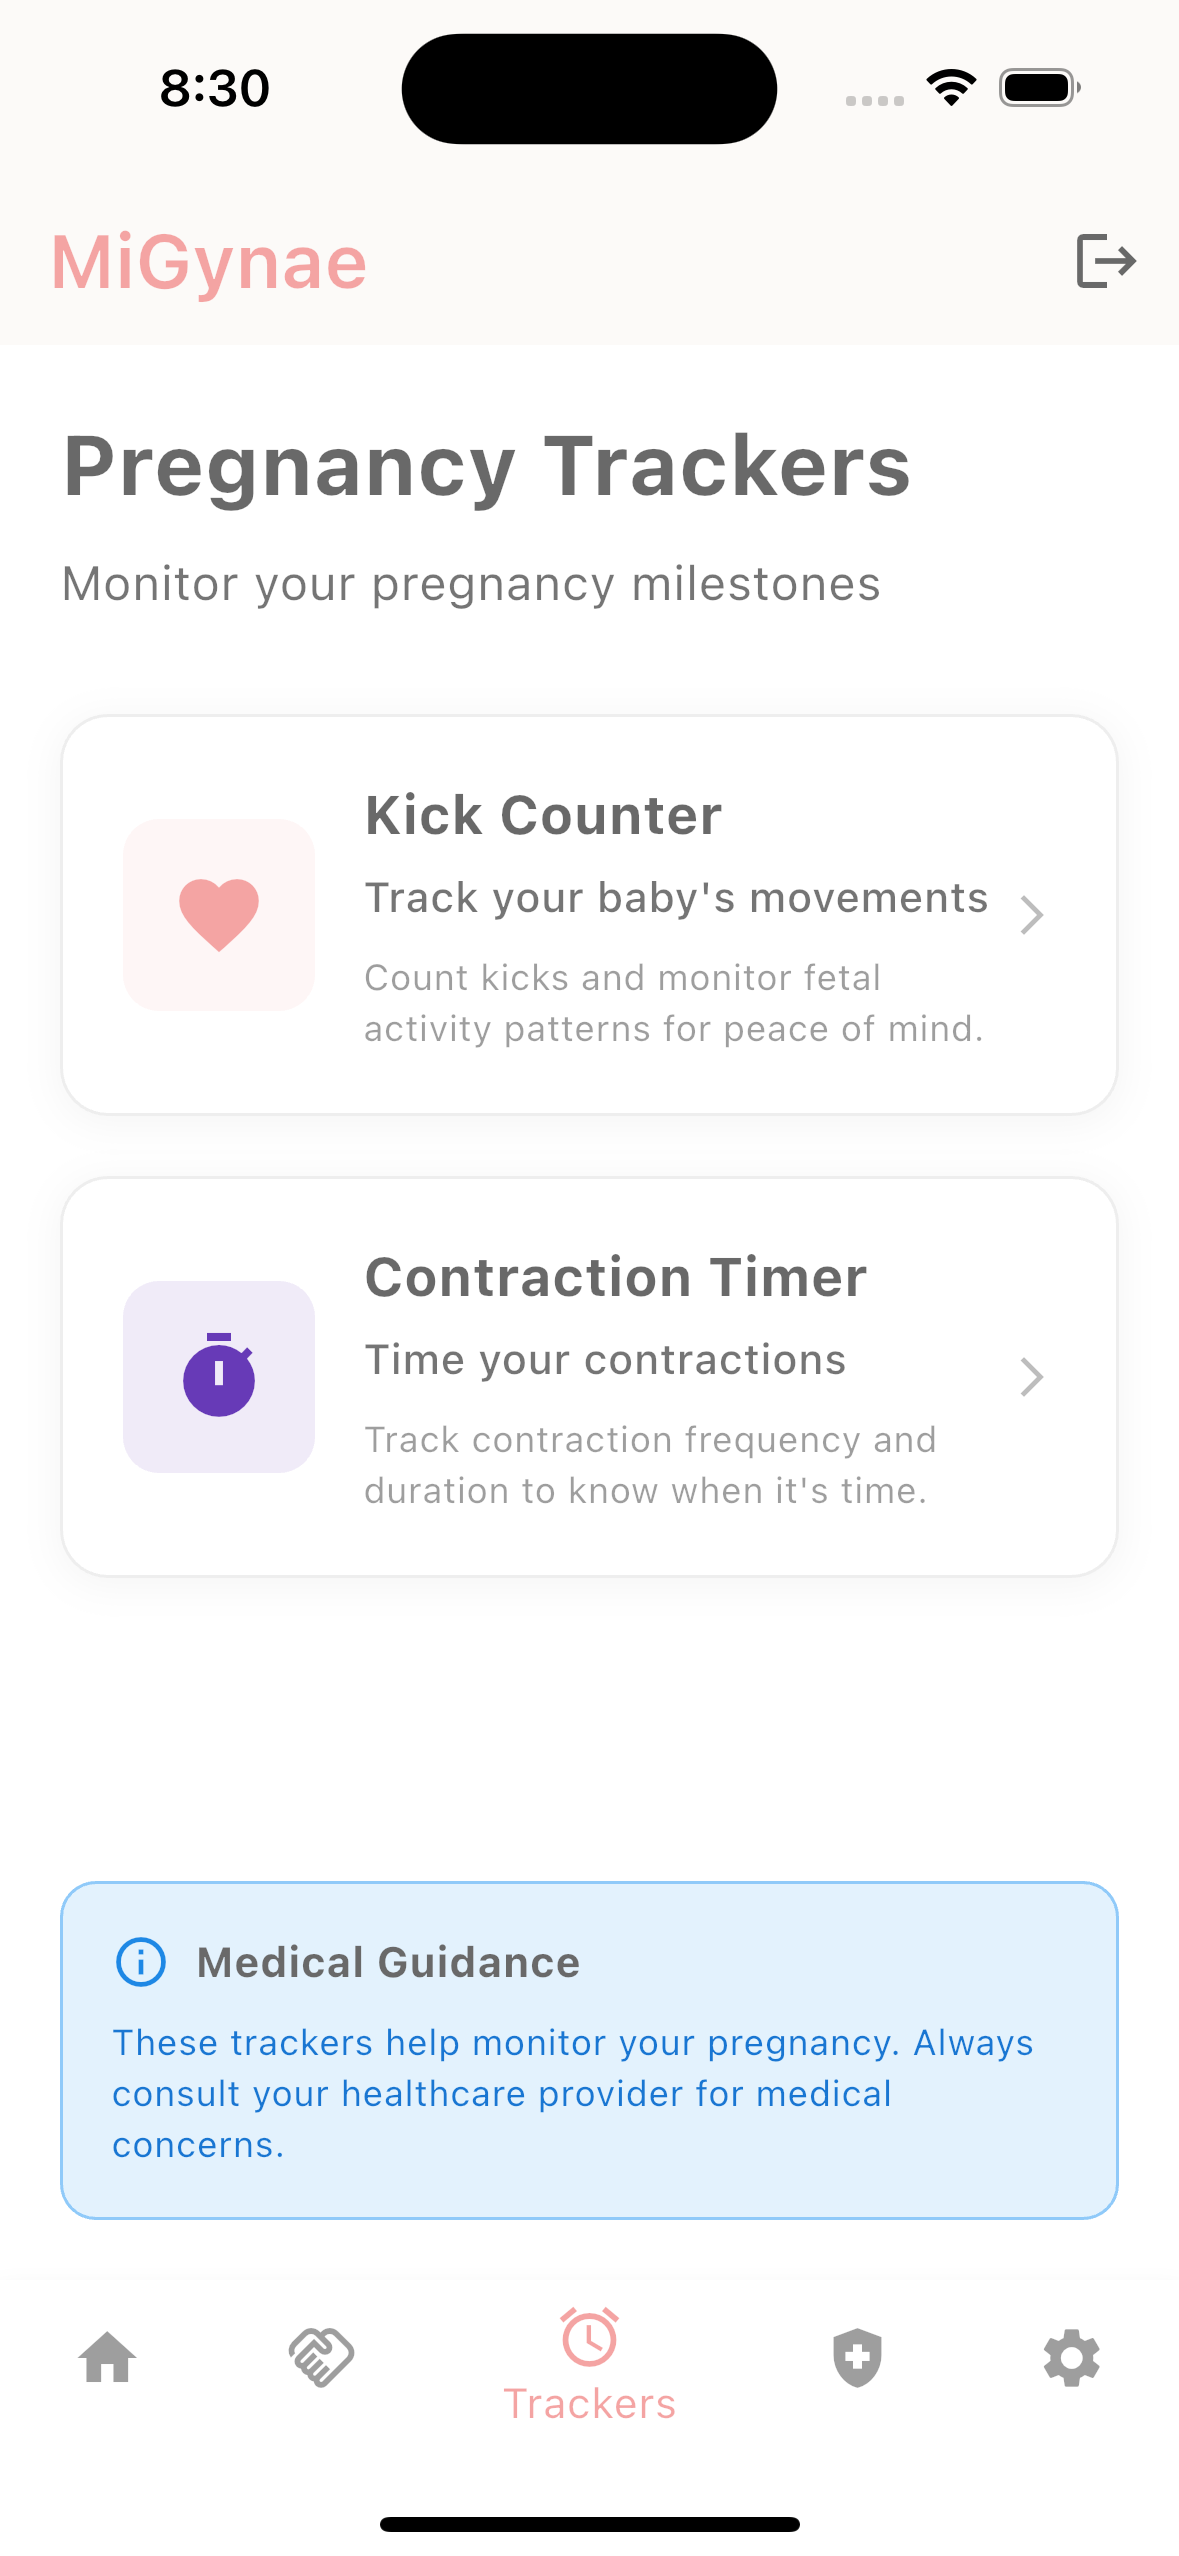 8:30
MiGynae
Pregnancy Trackers
Monitor your pregnancy milestones
Kick Counter
Track your baby's movements
Count kicks and monitor fetal
activity patterns for peace of mind.
Contraction Timer
Time your contractions
Track contraction frequency and
duration to know when it's time.
Medical Guidance
These trackers help monitor your pregnancy. Always
consult your healthcare provider for medical
concerns.
Trackers